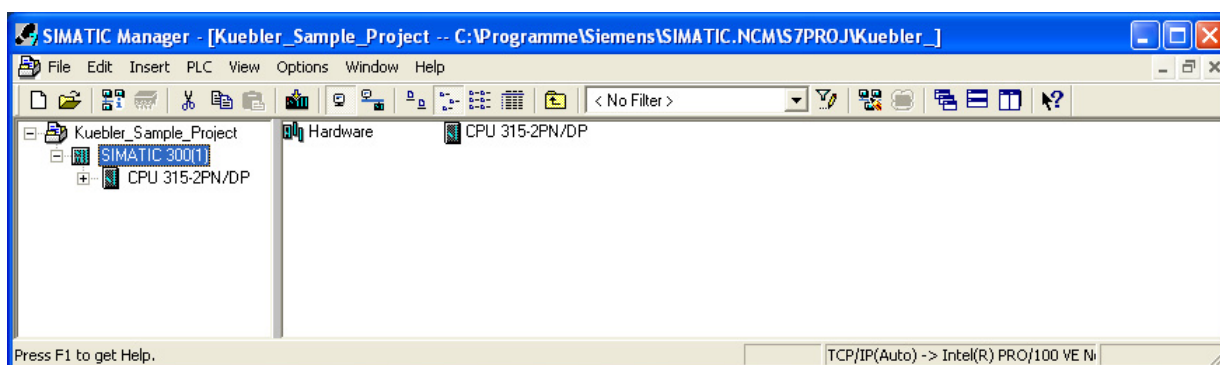 SIMATIC Manager - [Kuebler_Sample_Project -- C:\Programme\Siemens\SIMATIC.NCM\S7PROJ\Kuebler_]
File Edit Insert PLC View Options Window Help
< No Filter >
Kuebler_Sample_Project
SIMATIC 300(1)
CPU 315-2PN/DP
Hardware CPU 315-2PN/DP
Press F1 to get Help. TCP/IP(Auto) -> Intel(R) PRO/100 VE